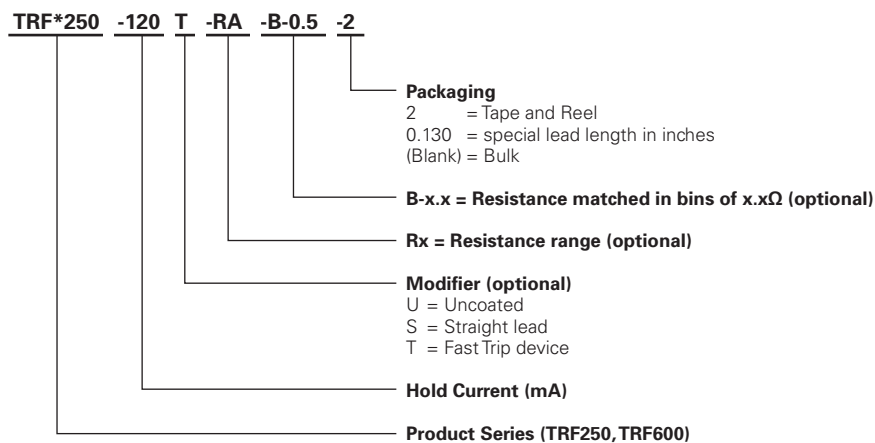 TRF*250 -120 T -RA -B-0.5 -2
Packaging
2 = Tape and Reel
0.130 = special lead length in inches
(Blank) = Bulk
B-x.x = Resistance matched in bins of x.xΩ (optional)
Rx = Resistance range (optional)
Modifier (optional)
U = Uncoated
S = Straight lead
T = Fast Trip device
Hold Current (mA)
Product Series (TRF250, TRF600)